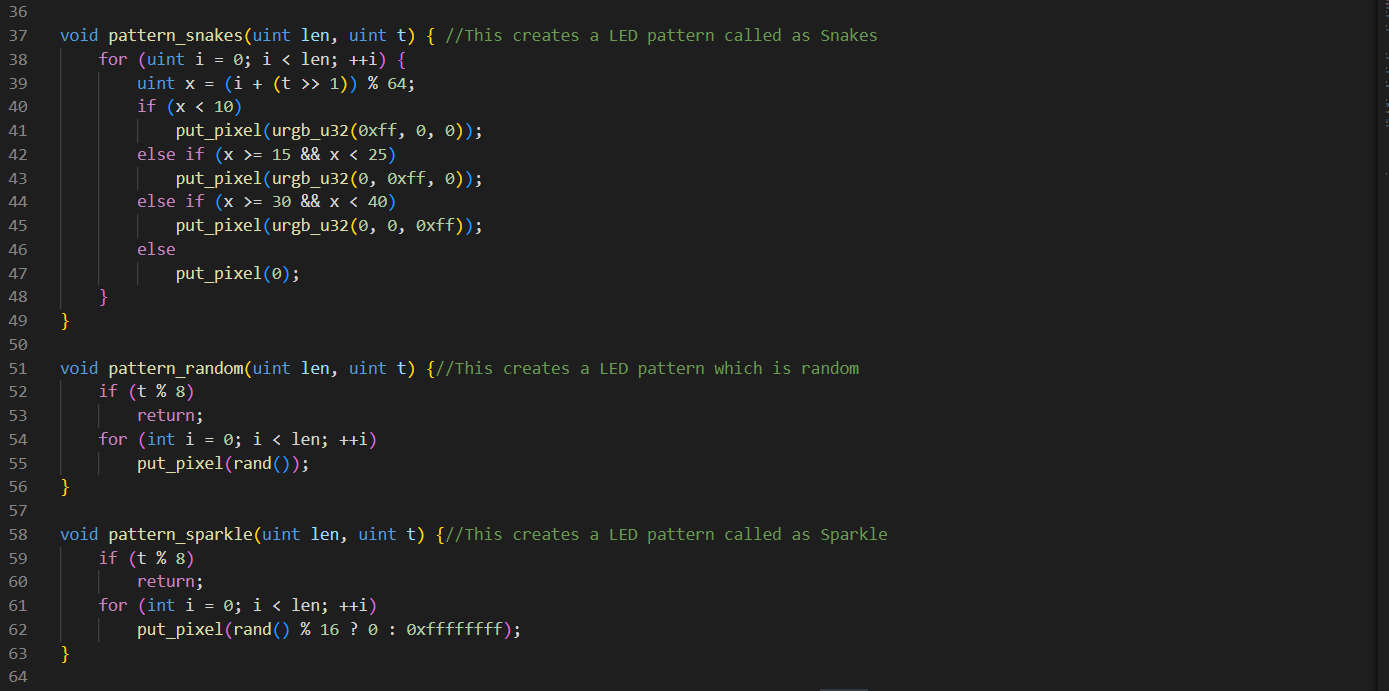 36
37 void pattern_snakes(uint len, uint t) { //This creates a LED pattern called as Snakes
38     for (uint i = 0; i < len; ++i) {
39         uint x = (i + (t >> 1)) % 64;
40         if (x < 10)
41             put_pixel(urgb_u32(0xff, 0, 0));
42         else if (x >= 15 && x < 25)
43             put_pixel(urgb_u32(0, 0xff, 0));
44         else if (x >= 30 && x < 40)
45             put_pixel(urgb_u32(0, 0, 0xff));
46         else
47             put_pixel(0);
48     }
49 }
50
51 void pattern_random(uint len, uint t) {//This creates a LED pattern which is random
52     if (t % 8)
53         return;
54     for (int i = 0; i < len; ++i)
55         put_pixel(rand());
56 }
57
58 void pattern_sparkle(uint len, uint t) {//This creates a LED pattern called as Sparkle
59     if (t % 8)
60         return;
61     for (int i = 0; i < len; ++i)
62         put_pixel(rand() % 16 ? 0 : 0xffffffff);
63 }
64